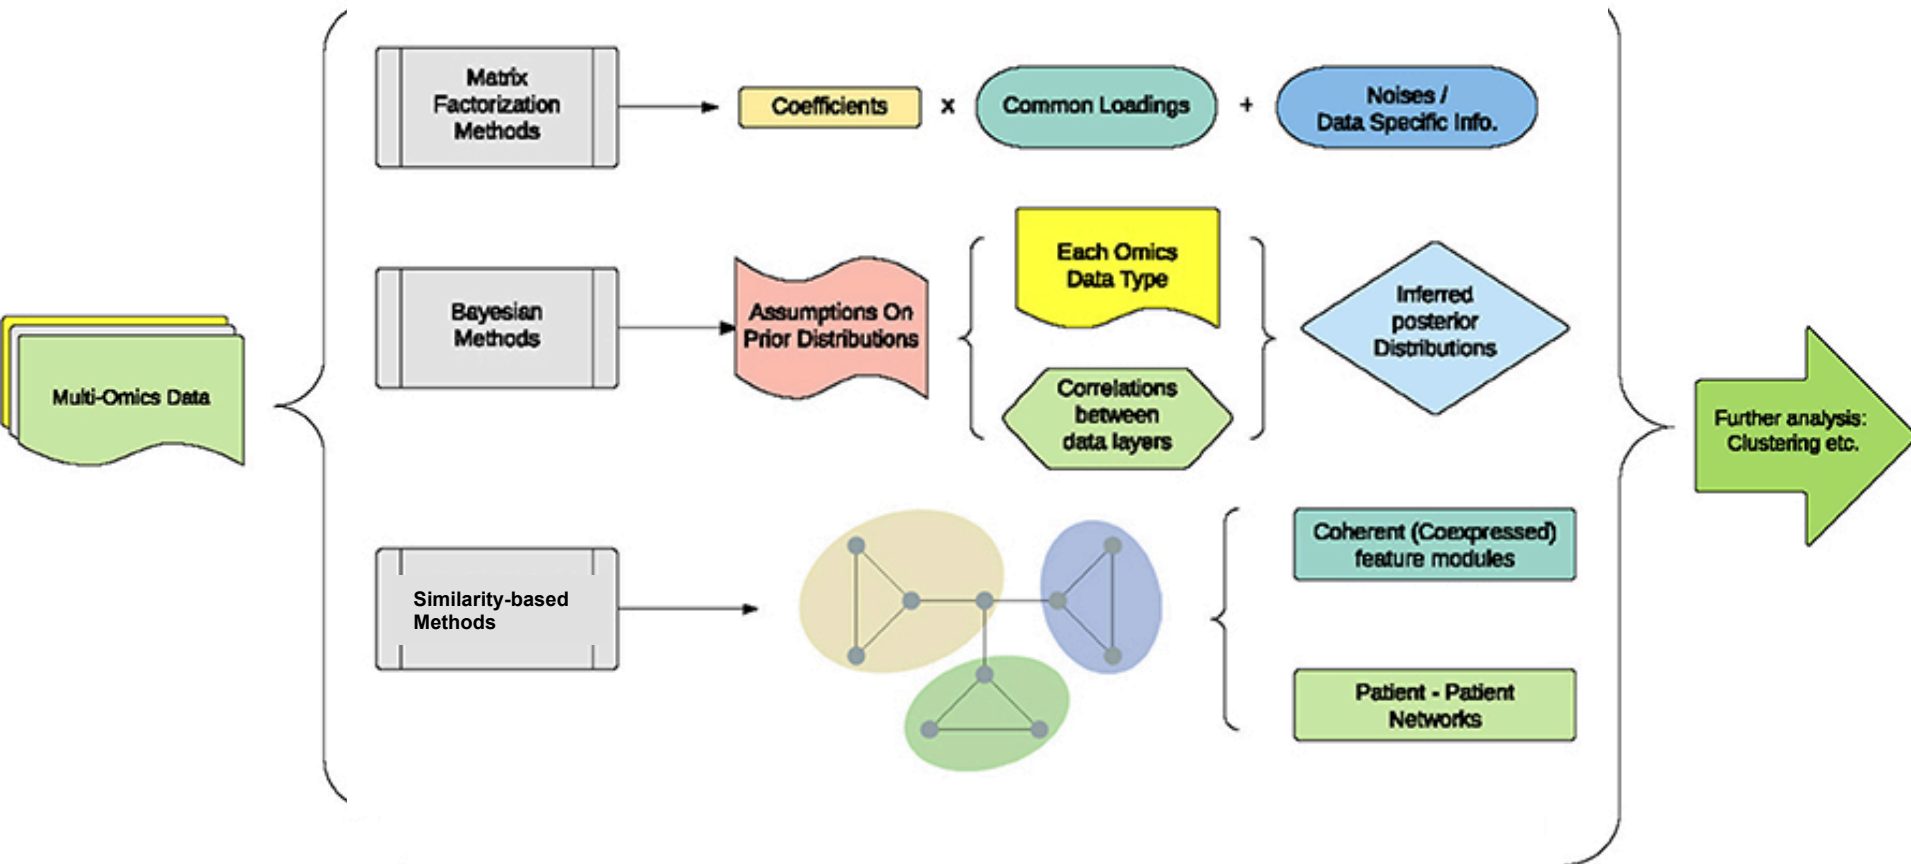 Matrix
Factorization
Methods
Coefficients
x
Common Loadings
+
Noises /
Data Specific Info.
Multi-Omics Data
Bayesian
Methods
Assumptions On
Prior Distributions
Each Omics
Data Type
Correlations
between
data layers
Inferred
posterior
Distributions
Further analysis:
Clustering etc.
Similarity-based
Methods
Coherent (Coexpressed)
feature modules
Patient - Patient
Networks